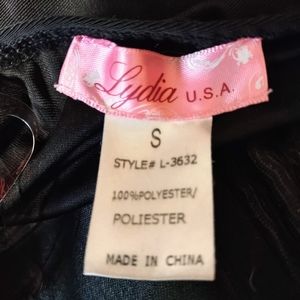 Lydia U.S.A.
S
STYLE# L-3632
100%POLYESTER/
POLIESTER
MADE IN CHINA